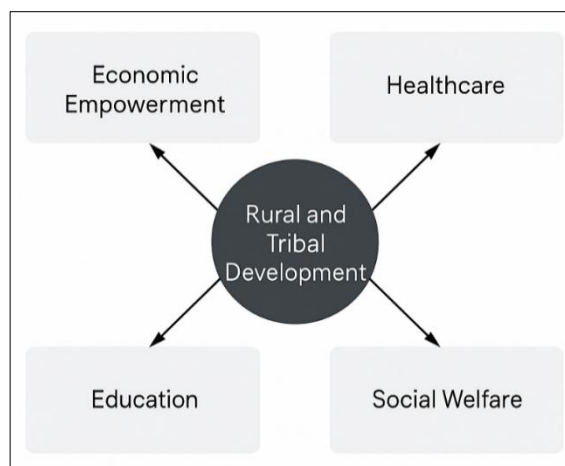 Economic
Empowerment
Healthcare
Rural and
Tribal
Development
Education
Social Welfare